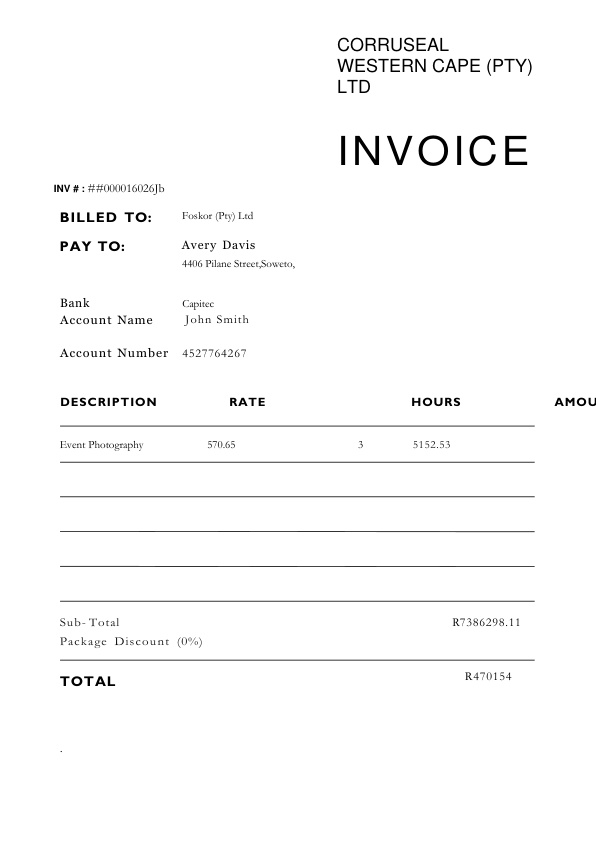 CORRUSEAL
WESTERN CAPE (PTY)
LTD
INVOICE
INV # : ##000016026Jb
BILLED TO: Foskor (Pty) Ltd
PAY TO: Avery Davis
4406 Pilane Street,Soweto,
Bank Capitec
Account Name John Smith
Account Number 4527764267
DESCRIPTION RATE HOURS AMOU
Event Photography 570.65 3 5152.53
Sub-Total R7386298.11
Package Discount (0%)
TOTAL R470154
.